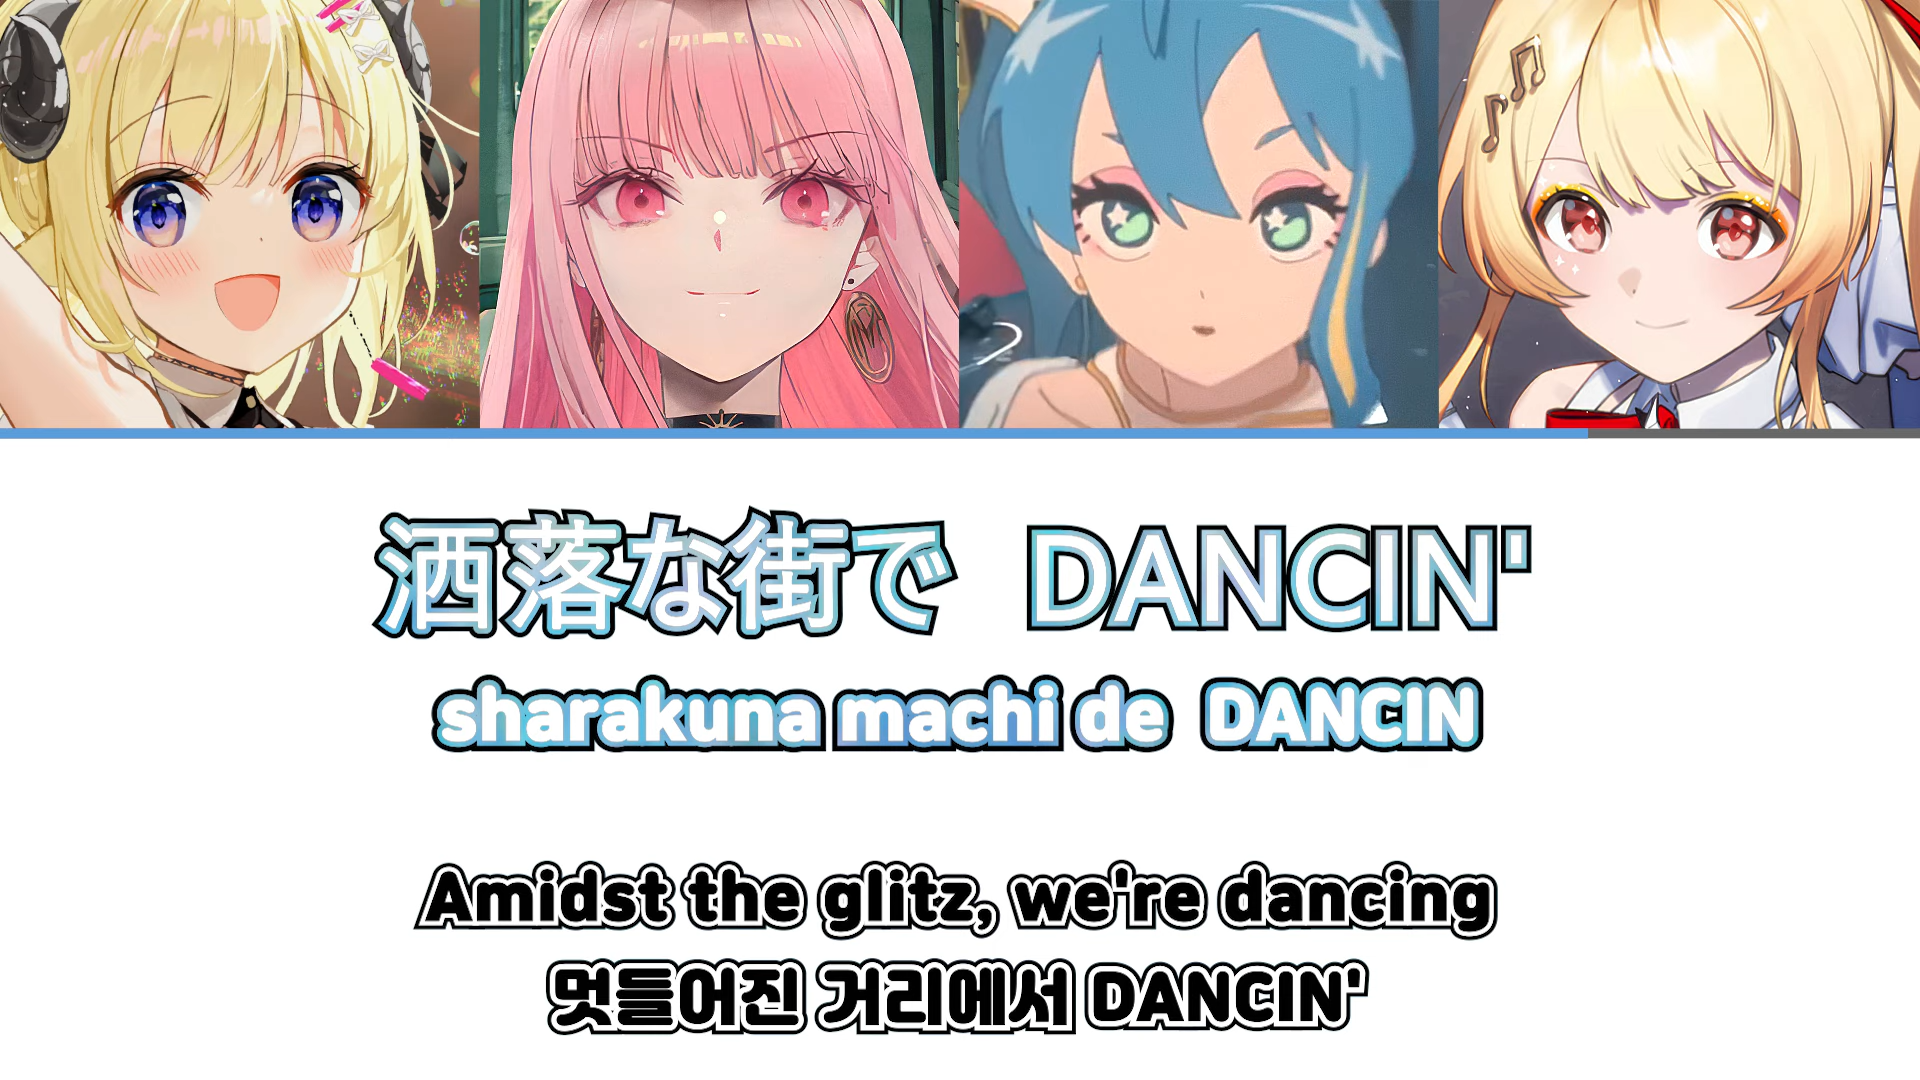 洒落な街で DANCIN'
sharakuna machi de DANCIN
Amidst the glitz, we're dancing
멋들어진 거리에서 DANCIN'